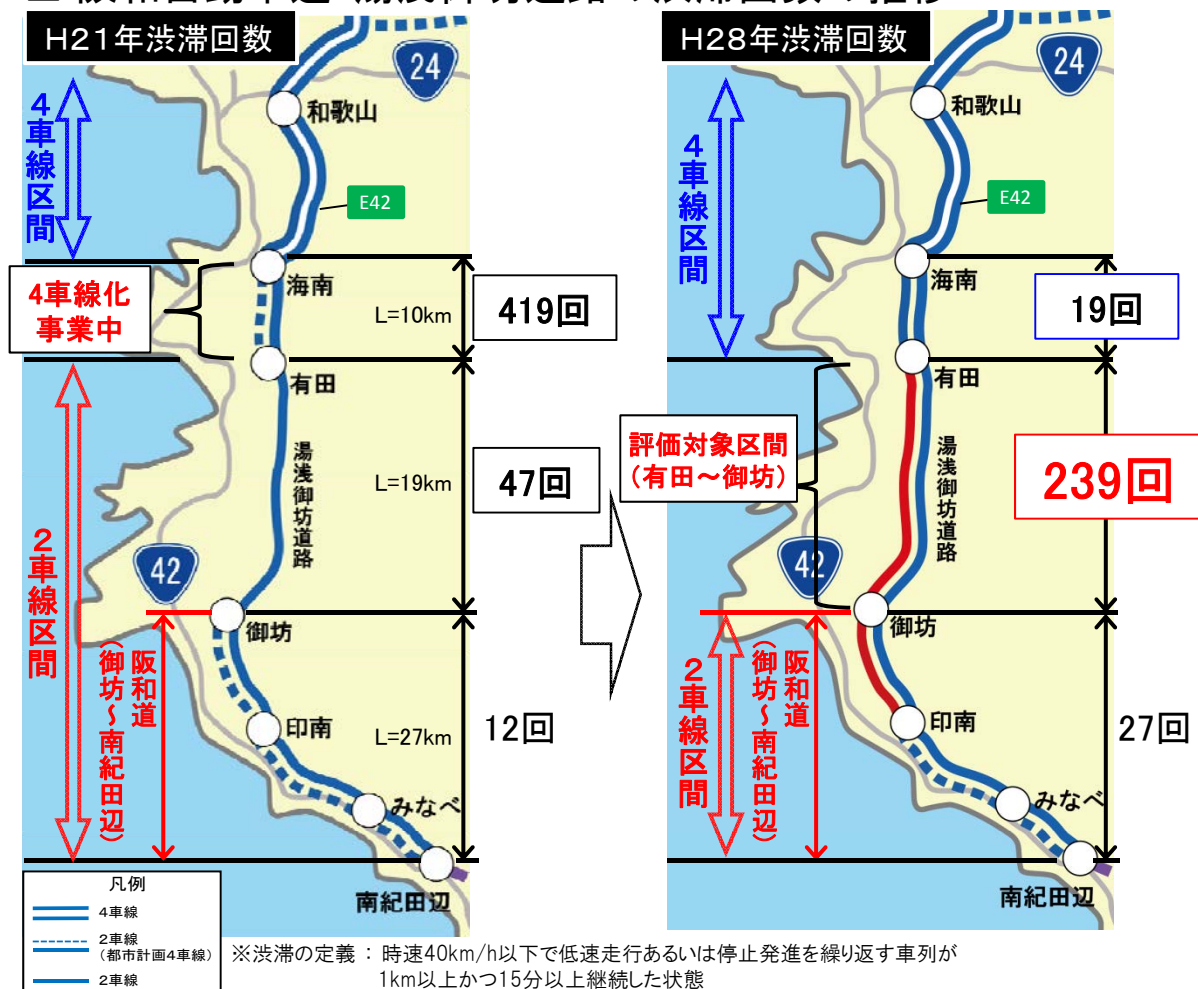 H21年渋滞回数
24
和歌山
4車線区間
E42
海南
4車線化
事業中
L=10km
419回
有田
湯浅御坊道路
L=19km
47回
2車線区間
42
御坊
阪和道
(御坊～南紀田辺)
印南
L=27km
12回
みなべ
南紀田辺
凡例
4車線
2車線
(都市計画4車線)
2車線
H28年渋滞回数
24
和歌山
4車線区間
E42
海南
19回
有田
評価対象区間
(有田～御坊)
湯浅御坊道路
239回
42
御坊
2車線区間
阪和道
(御坊～南紀田辺)
印南
27回
みなべ
南紀田辺
※渋滞の定義 : 時速40km/h以下で低速走行あるいは停止発進を繰り返す車列が
1km以上かつ15分以上継続した状態